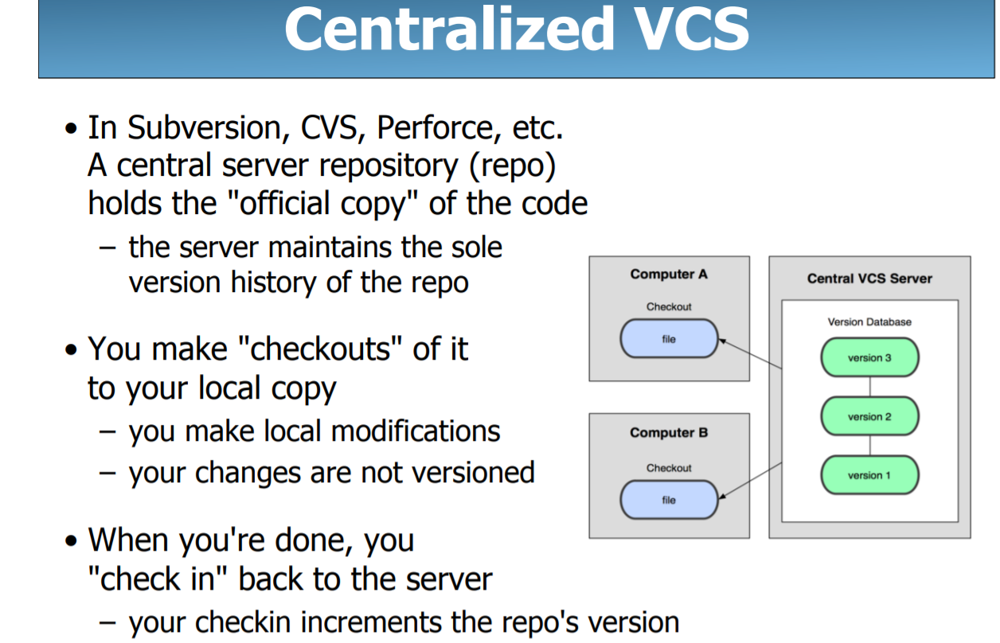 Centralized VCS
• In Subversion, CVS, Perforce, etc.
A central server repository (repo)
holds the "official copy" of the code
– the server maintains the sole
version history of the repo
• You make "checkouts" of it
to your local copy
– you make local modifications
– your changes are not versioned
• When you're done, you
"check in" back to the server
– your checkin increments the repo's version
Computer A
Checkout
file
Computer B
Checkout
file
Central VCS Server
Version Database
version 3
version 2
version 1